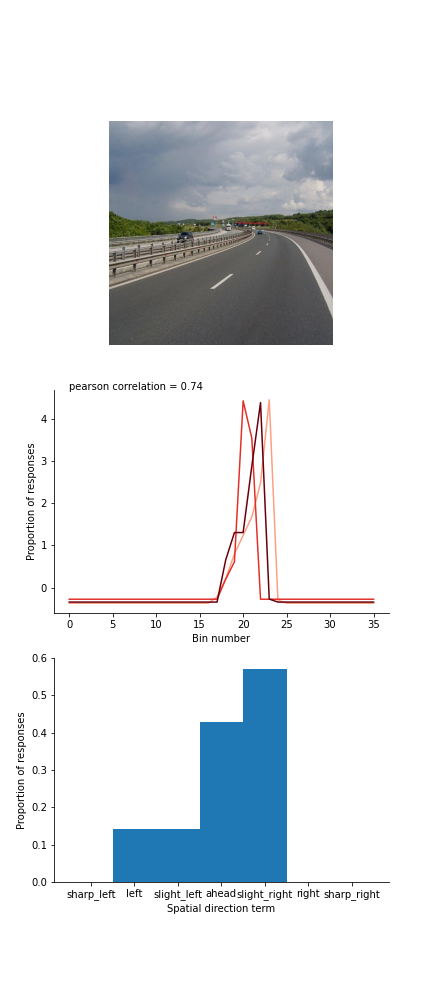 pearson correlation = 0.74
Proportion of responses
4
3
2
1
0
0 5 10 15 20 25 30 35
Bin number
Proportion of responses
0.6
0.5
0.4
0.3
0.2
0.1
0.0
sharp_left left slight_left ahead slight_right right sharp_right
Spatial direction term